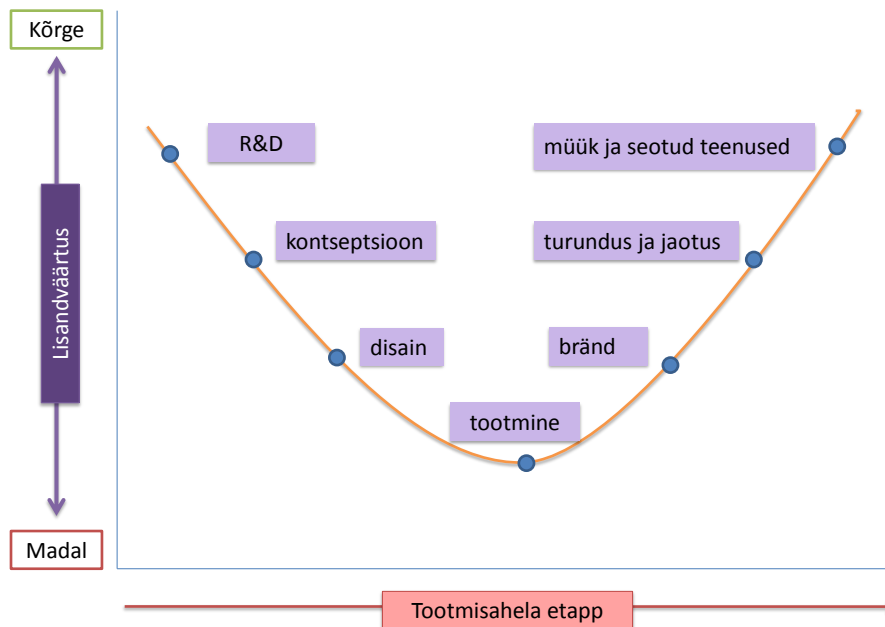 Kõrge
R&D
müük ja seotud teenused
kontseptsioon
turundus ja jaotus
Lisandväärtus
disain
bränd
tootmine
Madal
Tootmisahela etapp